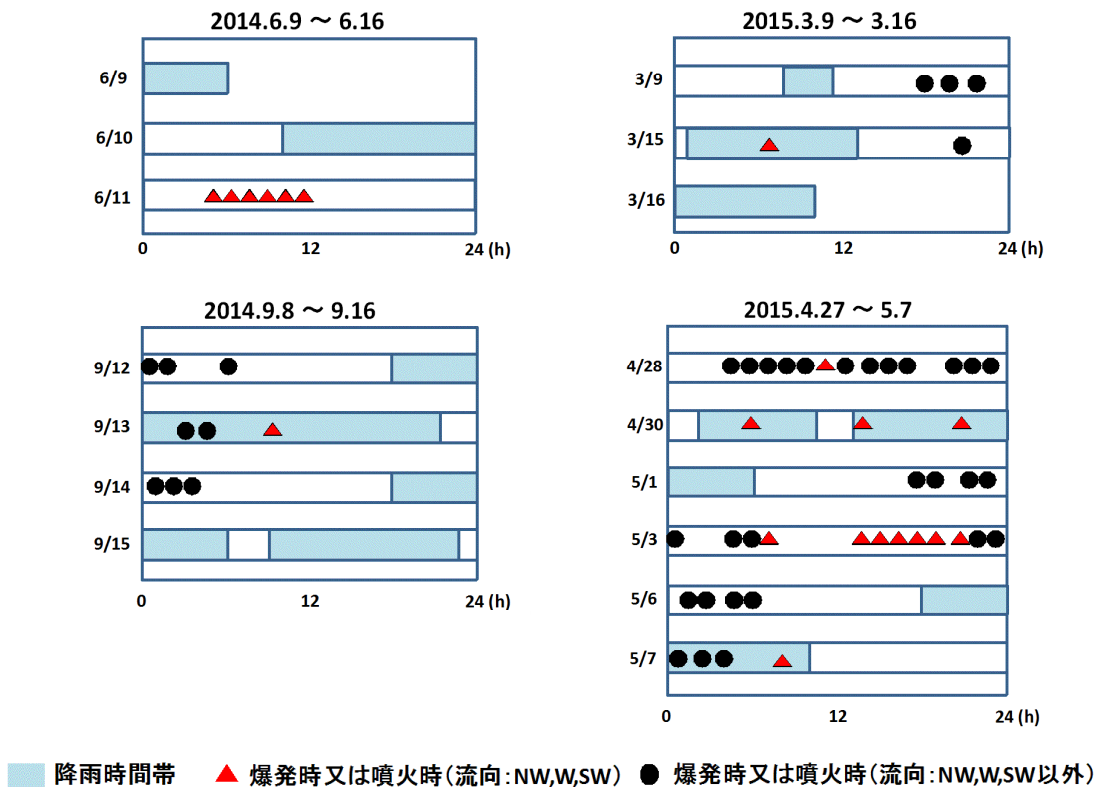 2014.6.9 ～ 6.16
6/9
6/10
6/11
0 12 24 (h)
2015.3.9 ～ 3.16
3/9
3/15
3/16
0 12 24 (h)
2014.9.8 ～ 9.16
9/12
9/13
9/14
9/15
0 12 24 (h)
2015.4.27 ～ 5.7
4/28
4/30
5/1
5/3
5/6
5/7
0 12 24 (h)
降雨時間帯
爆発時又は噴火時（流向：NW,W,SW）
爆発時又は噴火時（流向：NW,W,SW以外）